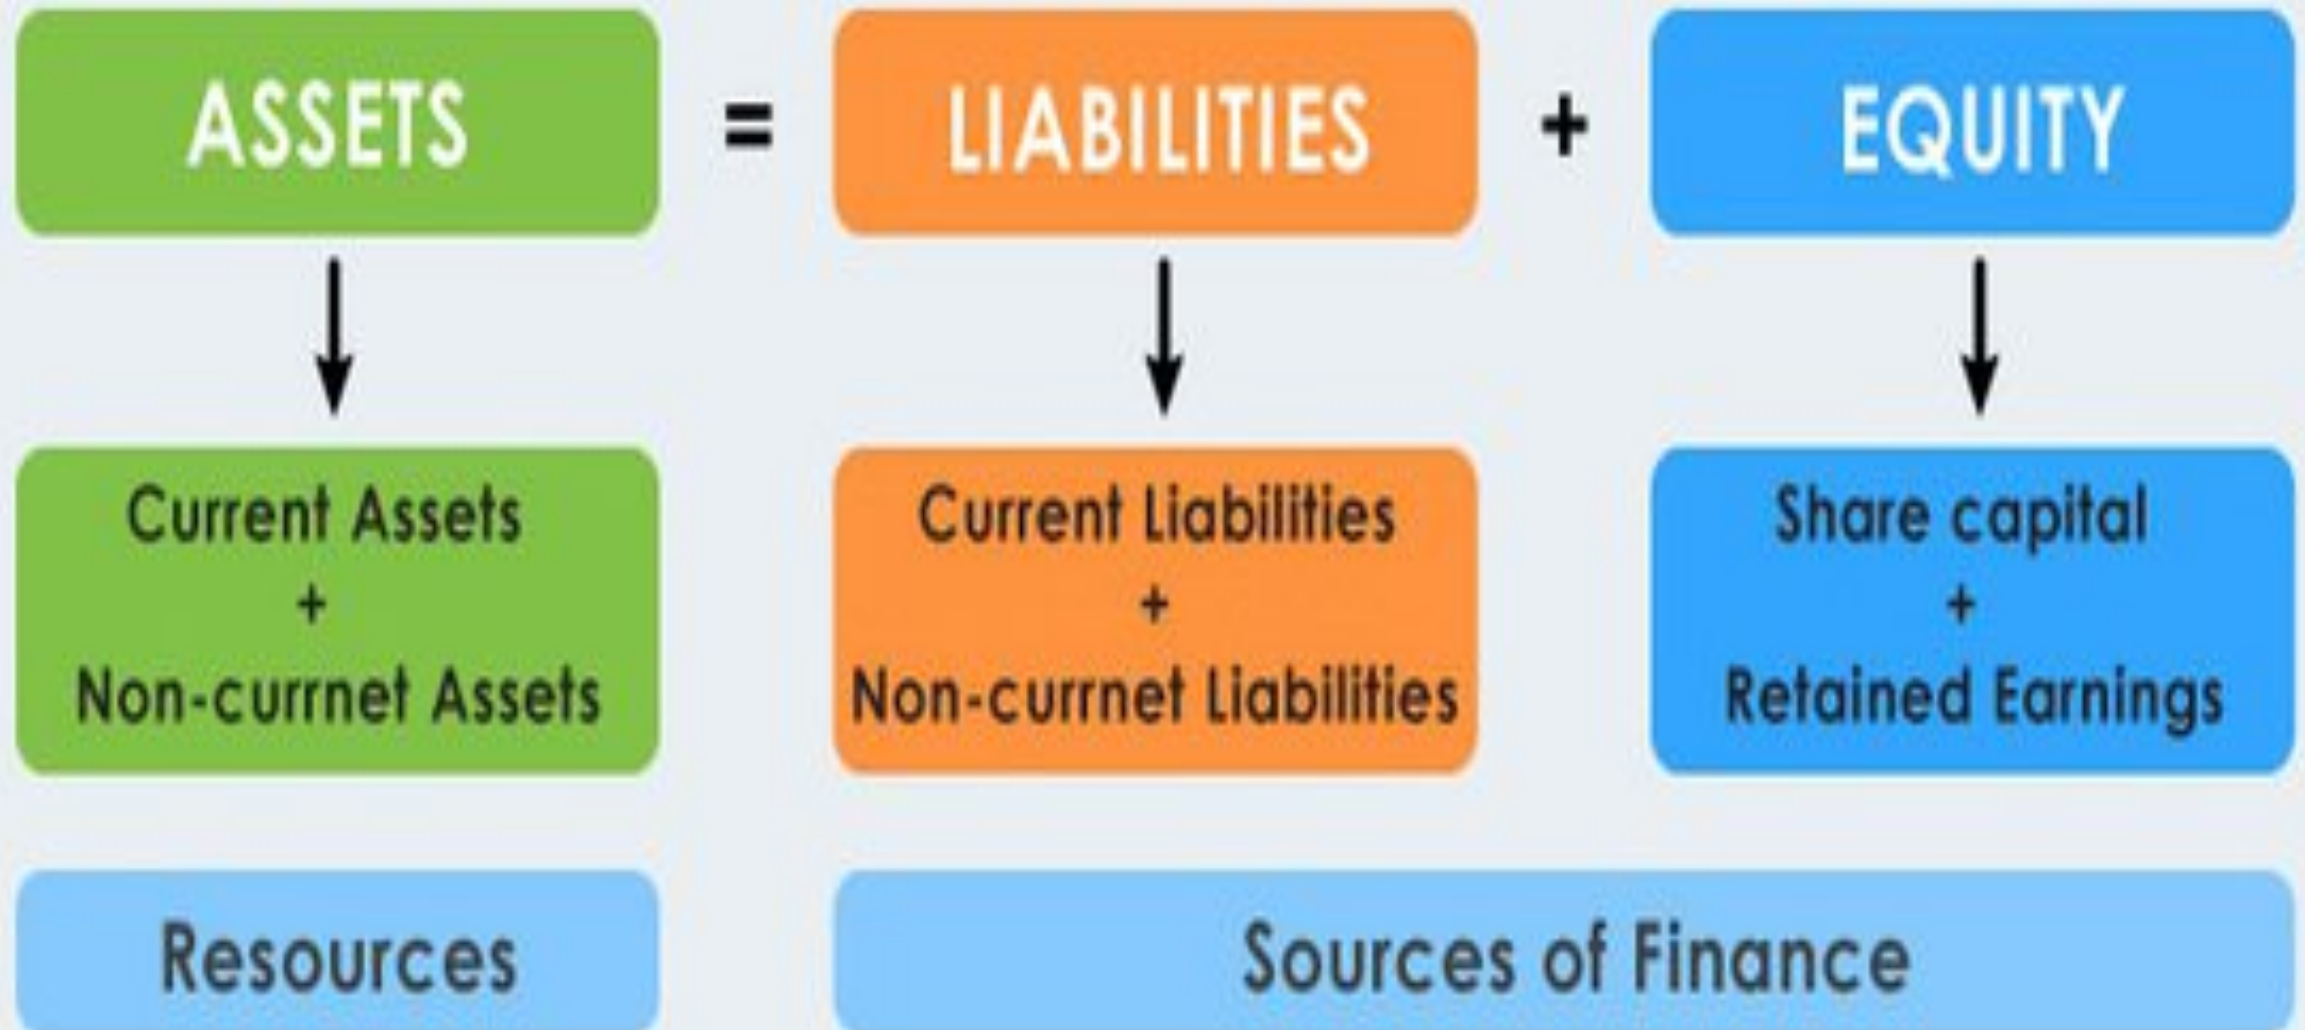 ASSETS = LIABILITIES + EQUITY
Current Assets
+
Non-currnet Assets
Current Liabilities
+
Non-currnet Liabilities
Share capital
+
Retained Earnings
Resources
Sources of Finance